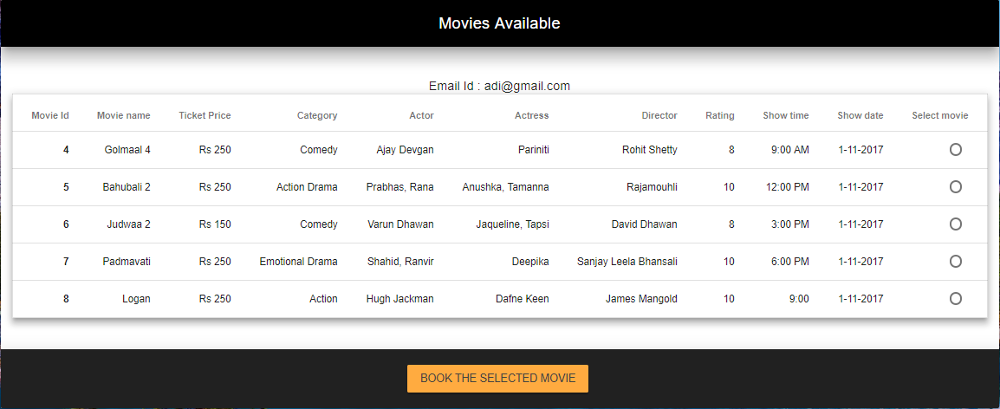 Movies Available
Email Id : adi@gmail.com
Movie Id Movie name Ticket Price Category Actor Actress Director Rating Show time Show date Select movie
4 Golmaal 4 Rs 250 Comedy Ajay Devgan Pariniti Rohit Shetty 8 9:00 AM 1-11-2017
5 Bahubali 2 Rs 250 Action Drama Prabhas, Rana Anushka, Tamanna Rajamouhli 10 12:00 PM 1-11-2017
6 Judwaa 2 Rs 150 Comedy Varun Dhawan Jaqueline, Tapsi David Dhawan 8 3:00 PM 1-11-2017
7 Padmavati Rs 250 Emotional Drama Shahid, Ranvir Deepika Sanjay Leela Bhansali 10 6:00 PM 1-11-2017
8 Logan Rs 250 Action Hugh Jackman Dafne Keen James Mangold 10 9:00 1-11-2017
BOOK THE SELECTED MOVIE